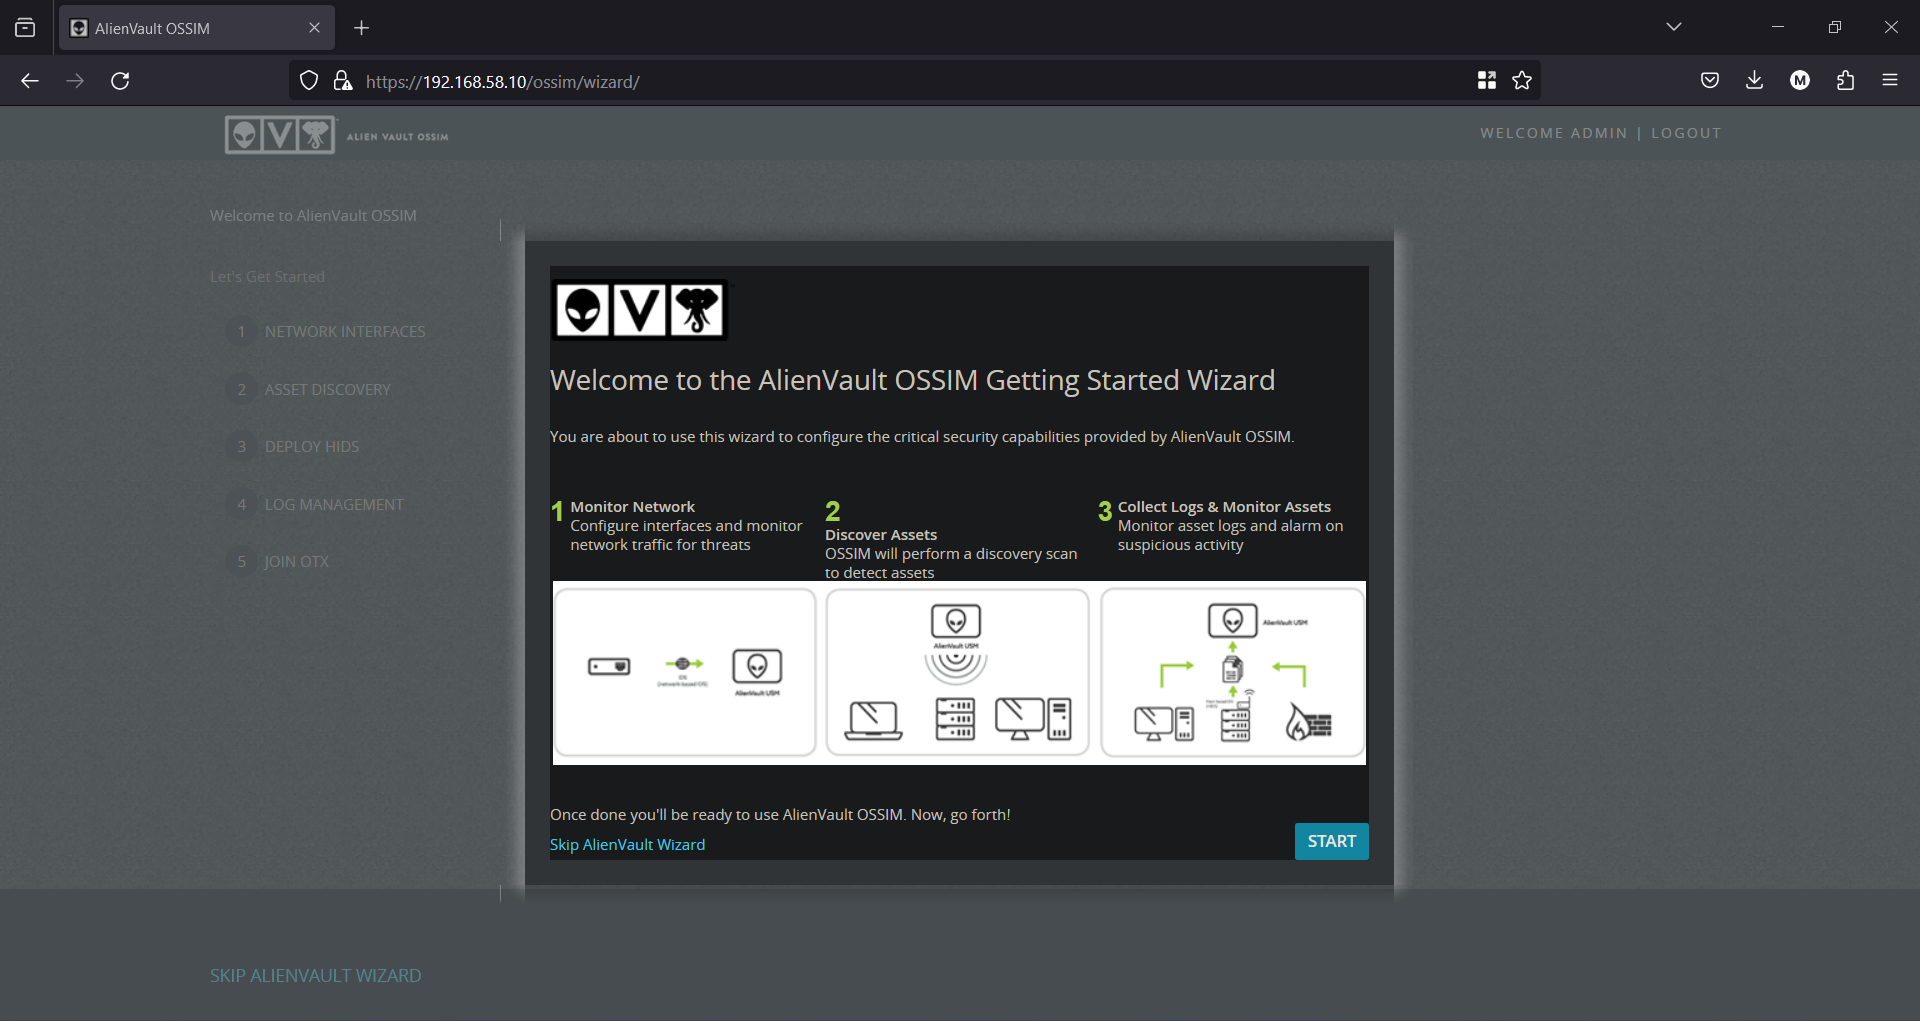 AlienVault OSSIM
https://192.168.58.10/ossim/wizard/
M
ALIEN VAULT OSSIM
WELCOME ADMIN | LOGOUT
Welcome to AlienVault OSSIM
Let's Get Started
1 NETWORK INTERFACES
2 ASSET DISCOVERY
3 DEPLOY HIDS
4 LOG MANAGEMENT
5 JOIN OTX
V
Welcome to the AlienVault OSSIM Getting Started Wizard
You are about to use this wizard to configure the critical security capabilities provided by AlienVault OSSIM.
1 Monitor Network
Configure interfaces and monitor
network traffic for threats
2
Discover Assets
OSSIM will perform a discovery scan
to detect assets
3 Collect Logs & Monitor Assets
Monitor asset logs and alarm on
suspicious activity
IDS
(network-based IDS)
AlienVault USM
AlienVault USM
AlienVault USM
Once done you'll be ready to use AlienVault OSSIM. Now, go forth!
Skip AlienVault Wizard
START
SKIP ALIENVAULT WIZARD